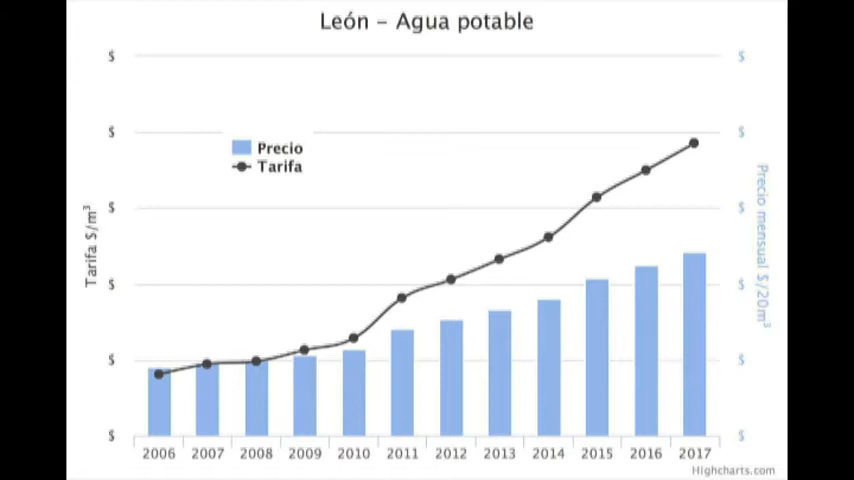 León - Agua potable
$ $
$ $
Precio
Tarifa
$ $
Tarifa $/m³
Precio mensual $/20m³
$ $
$ $
$ $
2006 2007 2008 2009 2010 2011 2012 2013 2014 2015 2016 2017
Highcharts.com